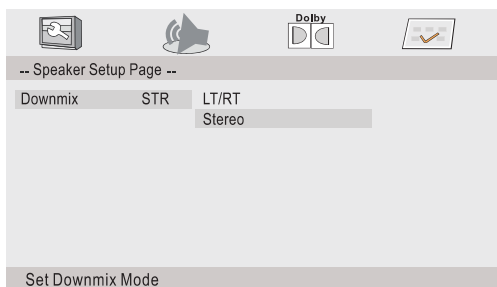 Dolby
-- Speaker Setup Page --
Downmix STR LT/RT
Stereo
Set Downmix Mode